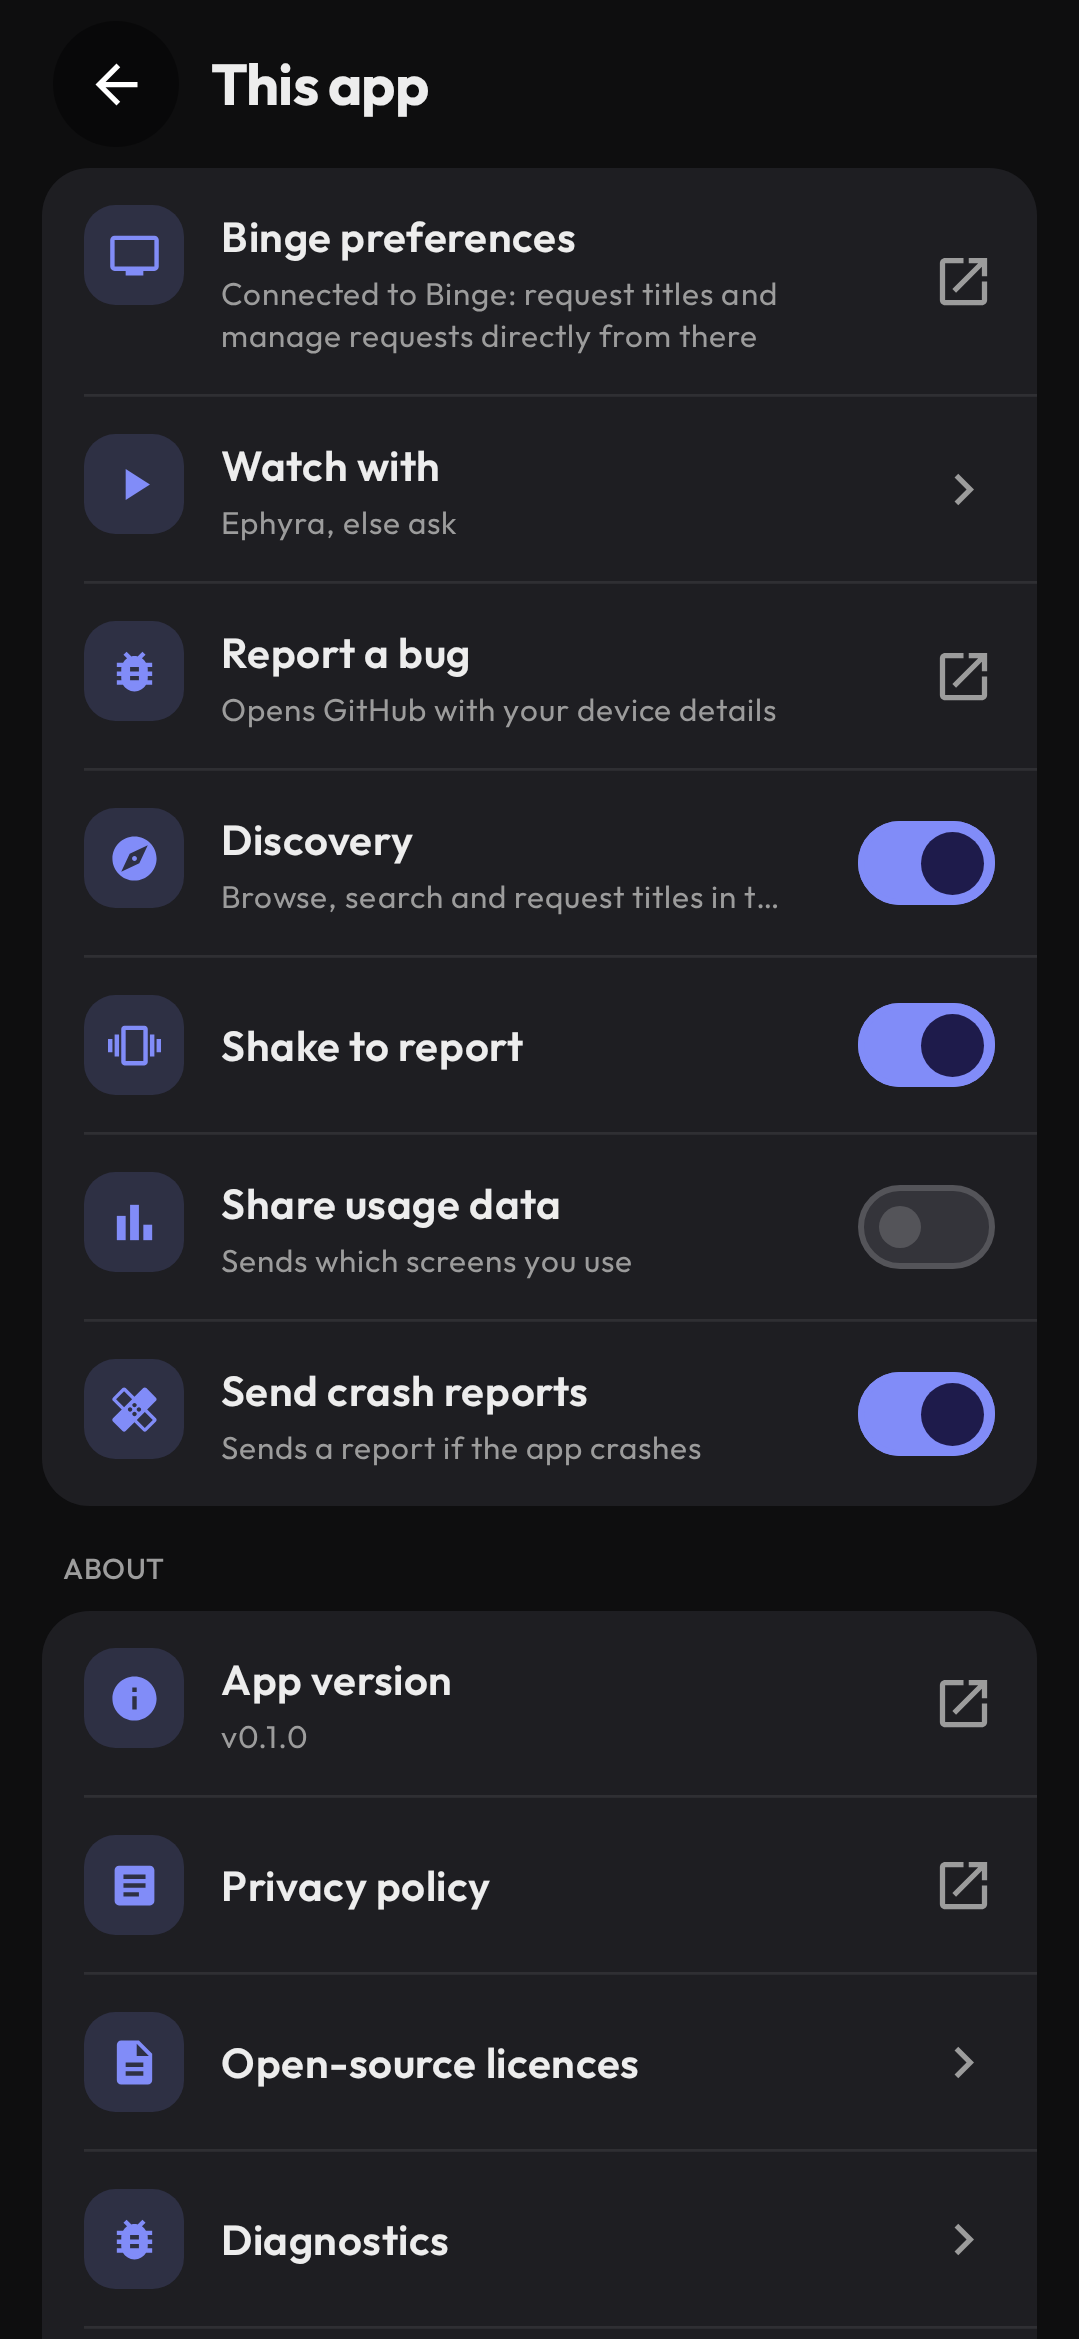 This app
Binge preferences
Connected to Binge: request titles and
manage requests directly from there
Watch with
Ephyra, else ask
Report a bug
Opens GitHub with your device details
Discovery
Browse, search and request titles in t...
Shake to report
Share usage data
Sends which screens you use
Send crash reports
Sends a report if the app crashes
ABOUT
App version
v0.1.0
Privacy policy
Open-source licences
Diagnostics